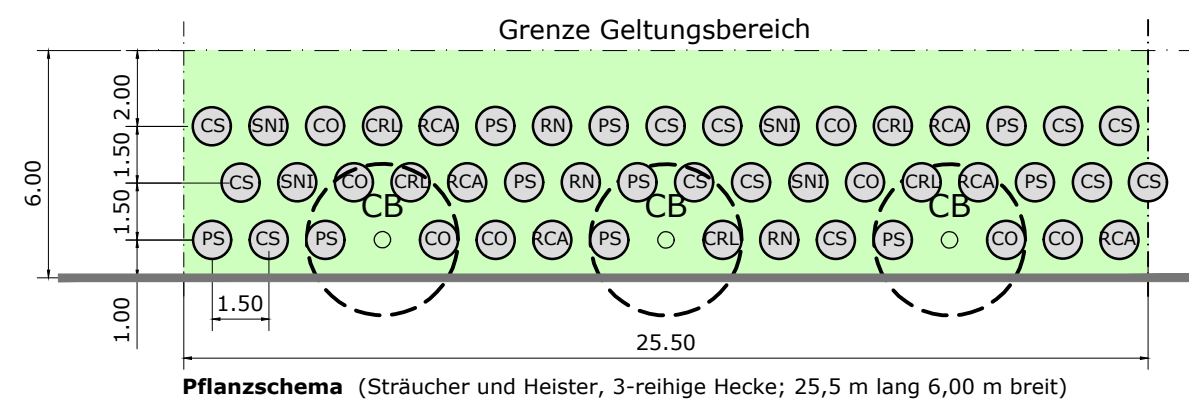 Grenze Geltungsbereich
2.00
CS SNI CO CRL RCA PS RN PS CS CS SNI CO CRL RCA PS CS CS
6.00
1.50
CS SNI CO CRL RCA PS RN PS CS CS SNI CO CRL RCA PS CS CS
CB CB CB
1.50
PS CS PS CO CO RCA PS CRL RN CS PS CO CO RCA
1.00
1.50
25.50
Pflanzschema (Sträucher und Heister, 3-reihige Hecke; 25,5 m lang 6,00 m breit)